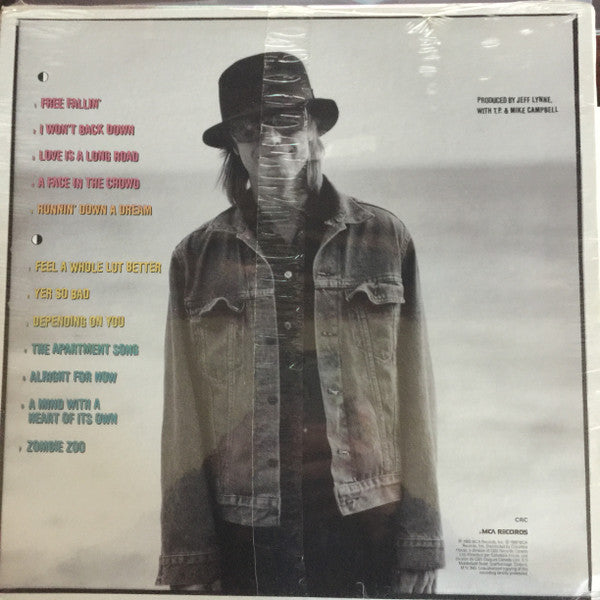 FREE FALLIN'
I WON'T BACK DOWN
LOVE IS A LONG ROAD
A FACE IN THE CROWD
RUNNIN' DOWN A DREAM
FEEL A WHOLE LOT BETTER
YER SO BAD
DEPENDING ON YOU
THE APARTMENT SONG
ALRIGHT FOR NOW
A MIND WITH A
HEART OF ITS OWN
ZOMBIE ZOO
PRODUCED BY JEFF LYNNE,
WITH T.P. & MIKE CAMPBELL
CRC
MCA RECORDS